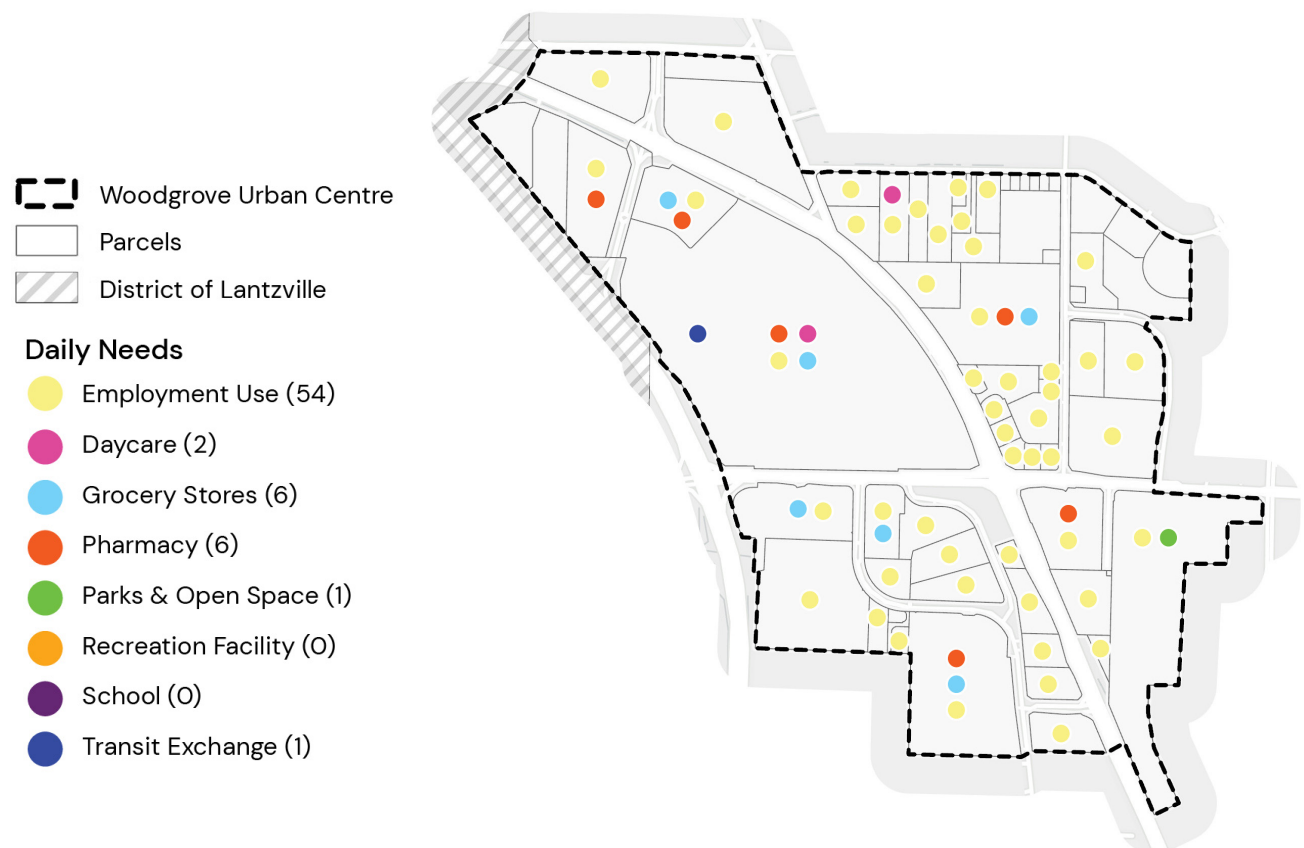 Woodgrove Urban Centre
Parcels
District of Lantzville
Daily Needs
Employment Use (54)
Daycare (2)
Grocery Stores (6)
Pharmacy (6)
Parks & Open Space (1)
Recreation Facility (0)
School (0)
Transit Exchange (1)